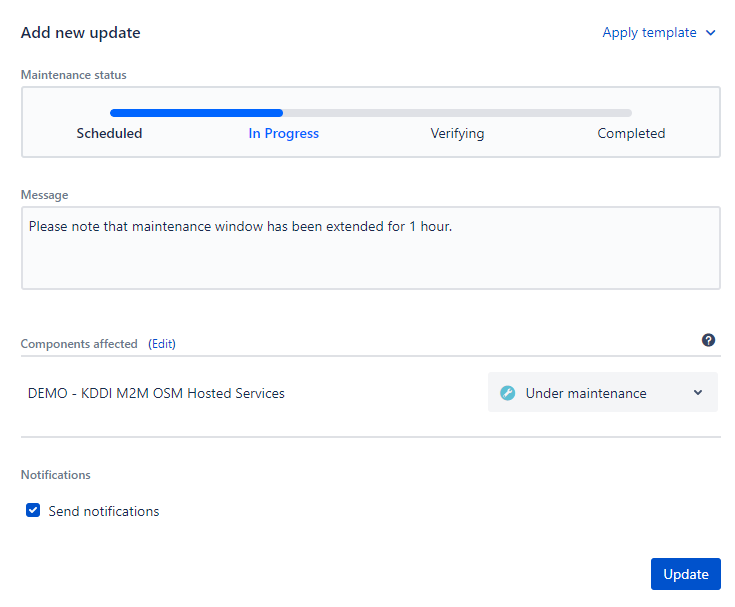 Add new update
Apply template
Maintenance status
Scheduled
In Progress
Verifying
Completed
Message
Please note that maintenance window has been extended for 1 hour.
Components affected (Edit)
?
DEMO - KDDI M2M OSM Hosted Services
Under maintenance
Notifications
Send notifications
Update